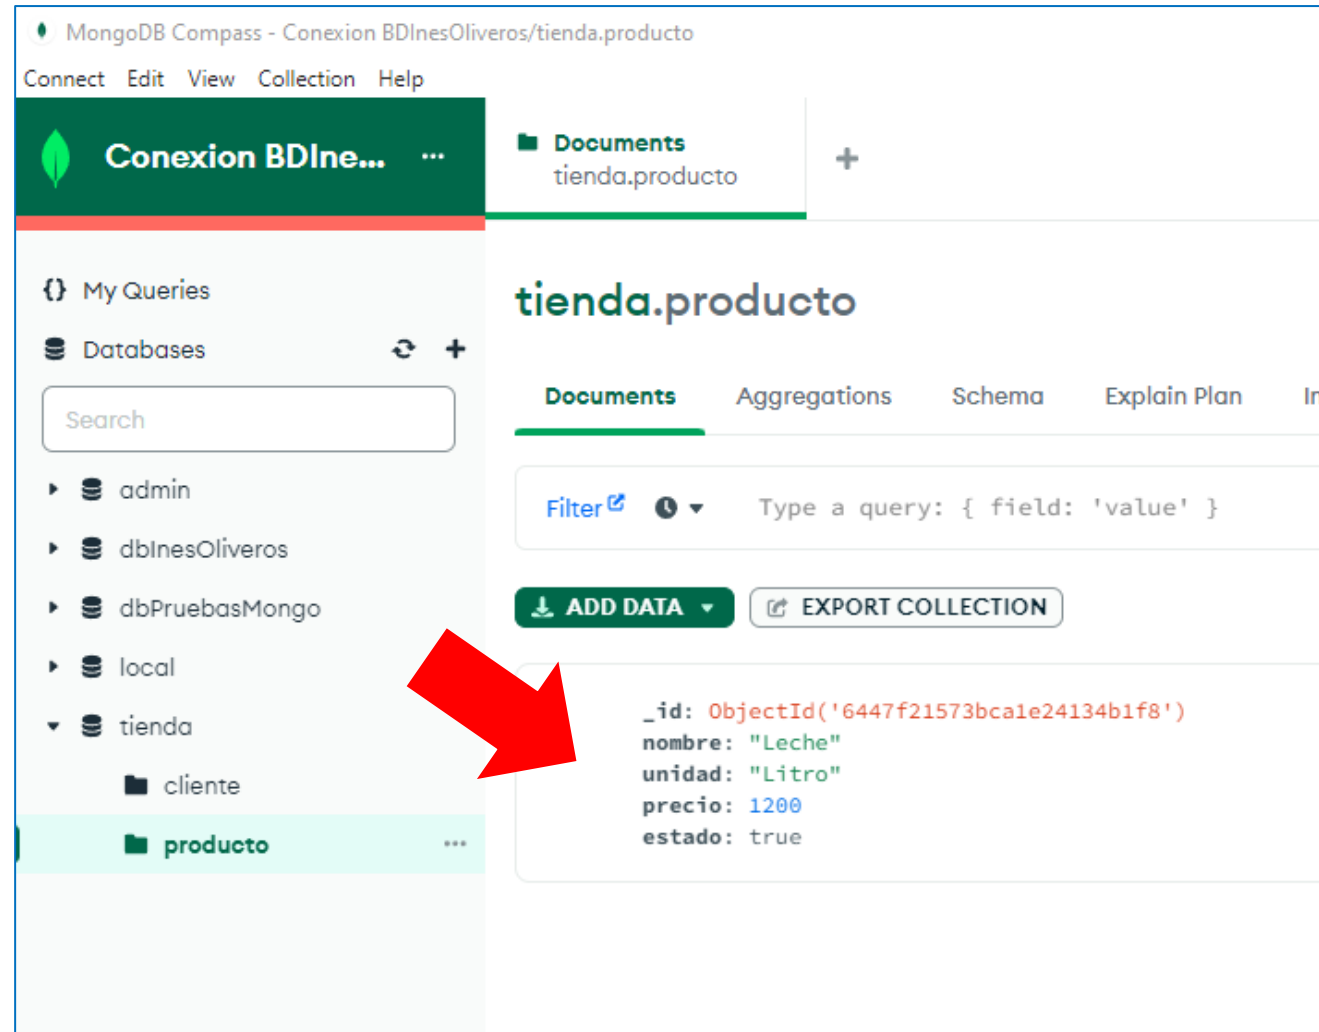 MongoDB Compass - Conexion BDInesOliveros/tienda.producto
Connect Edit View Collection Help
Conexion BDIne... ...
Documents
tienda.producto
+
{} My Queries
Databases
Search
admin
dbInesOliveros
dbPruebasMongo
local
tienda
cliente
producto ...
tienda.producto
Documents Aggregations Schema Explain Plan
Filter Type a query: { field: 'value' }
ADD DATA EXPORT COLLECTION
_id: ObjectId('6447f21573bca1e24134b1f8')
nombre: "Leche"
unidad: "Litro"
precio: 1200
estado: true